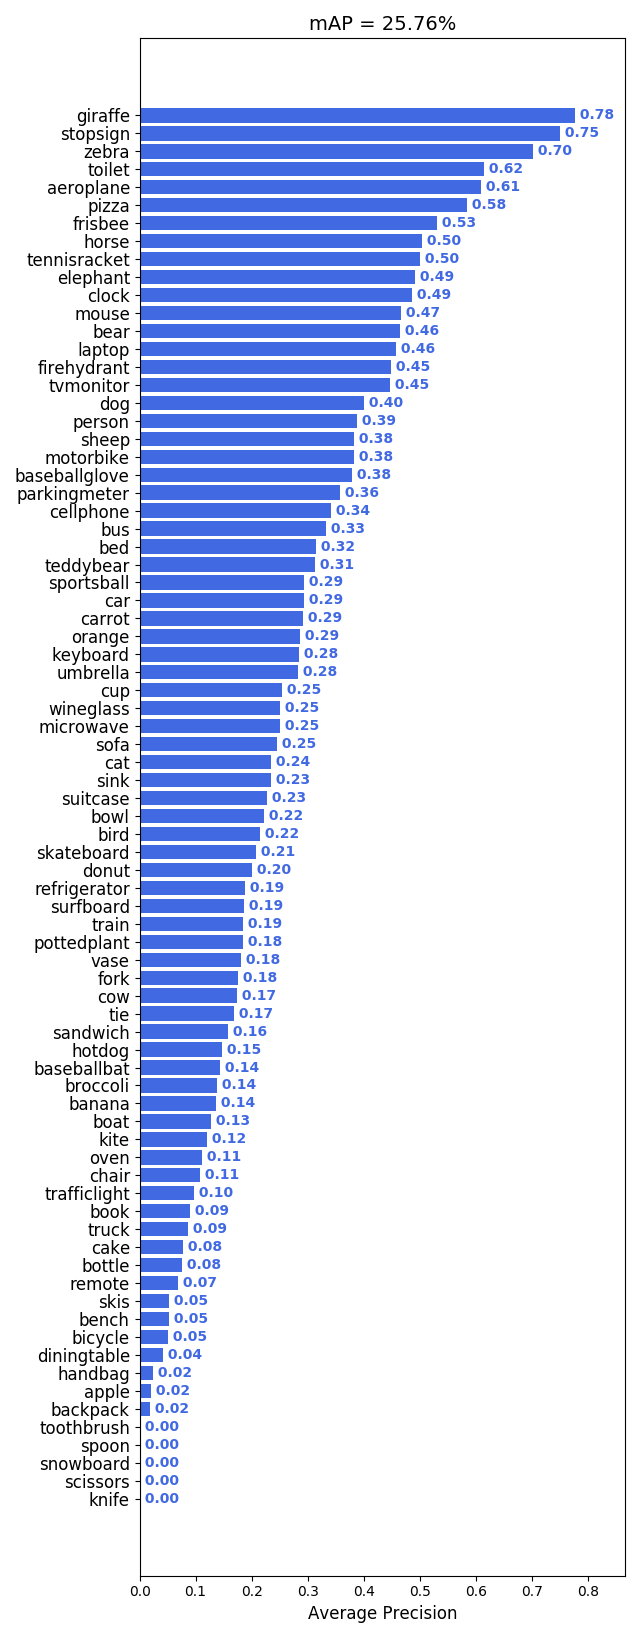 mAP = 25.76%
giraffe 0.78
stopsign 0.75
zebra 0.70
toilet 0.62
aeroplane 0.61
pizza 0.58
frisbee 0.53
horse 0.50
tennisracket 0.50
elephant 0.49
clock 0.49
mouse 0.47
bear 0.46
laptop 0.46
firehydrant 0.45
tvmonitor 0.45
dog 0.40
person 0.39
sheep 0.38
motorbike 0.38
baseballglove 0.38
parkingmeter 0.36
cellphone 0.34
bus 0.33
bed 0.32
teddybear 0.31
sportsball 0.29
car 0.29
carrot 0.29
orange 0.29
keyboard 0.28
umbrella 0.28
cup 0.25
wineglass 0.25
microwave 0.25
sofa 0.25
cat 0.24
sink 0.23
suitcase 0.23
bowl 0.22
bird 0.22
skateboard 0.21
donut 0.20
refrigerator 0.19
surfboard 0.19
train 0.19
pottedplant 0.18
vase 0.18
fork 0.18
cow 0.17
tie 0.17
sandwich 0.16
hotdog 0.15
baseballbat 0.14
broccoli 0.14
banana 0.14
boat 0.13
kite 0.12
oven 0.11
chair 0.11
trafficlight 0.10
book 0.09
truck 0.09
cake 0.08
bottle 0.08
remote 0.07
skis 0.05
bench 0.05
bicycle 0.05
diningtable 0.04
handbag 0.02
apple 0.02
backpack 0.02
toothbrush 0.00
spoon 0.00
snowboard 0.00
scissors 0.00
knife 0.00
0.0 0.1 0.2 0.3 0.4 0.5 0.6 0.7 0.8
Average Precision